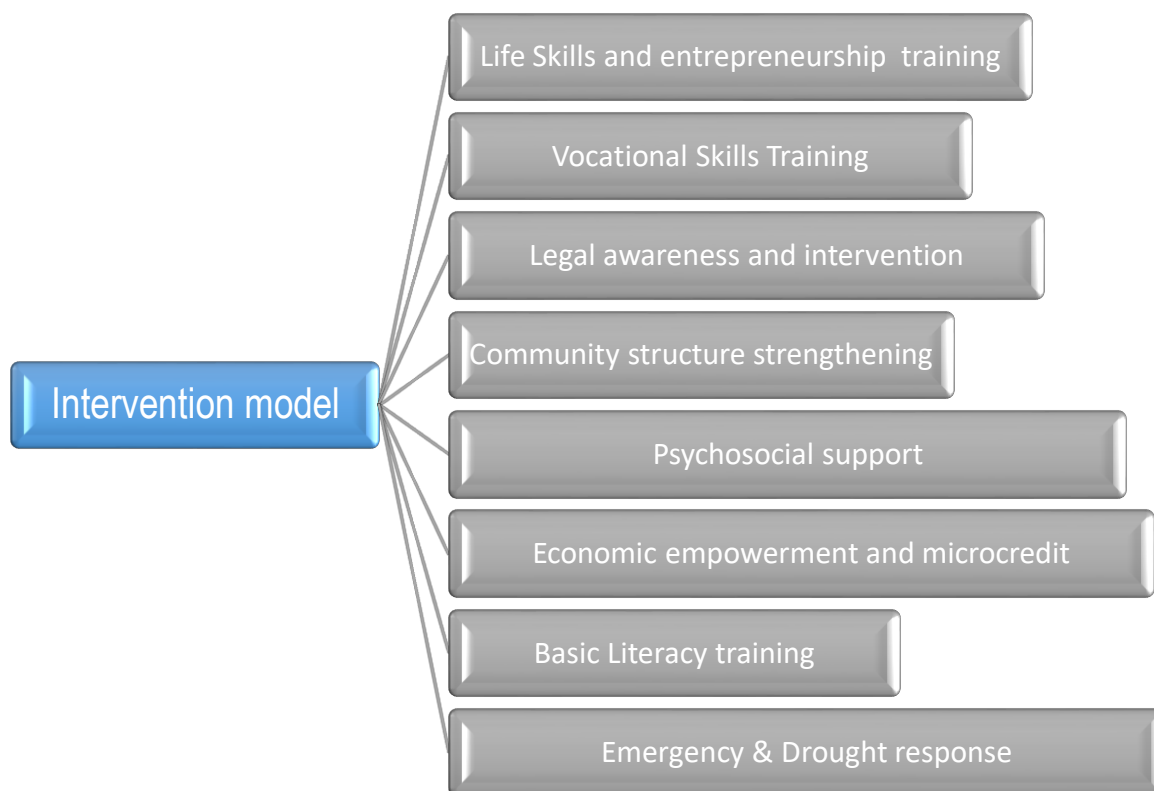 Life Skills and entrepreneurship  training
Vocational Skills Training
Legal awareness and intervention
Community structure strengthening
Intervention model
Psychosocial support
Economic empowerment and microcredit
Basic Literacy training
Emergency & Drought response